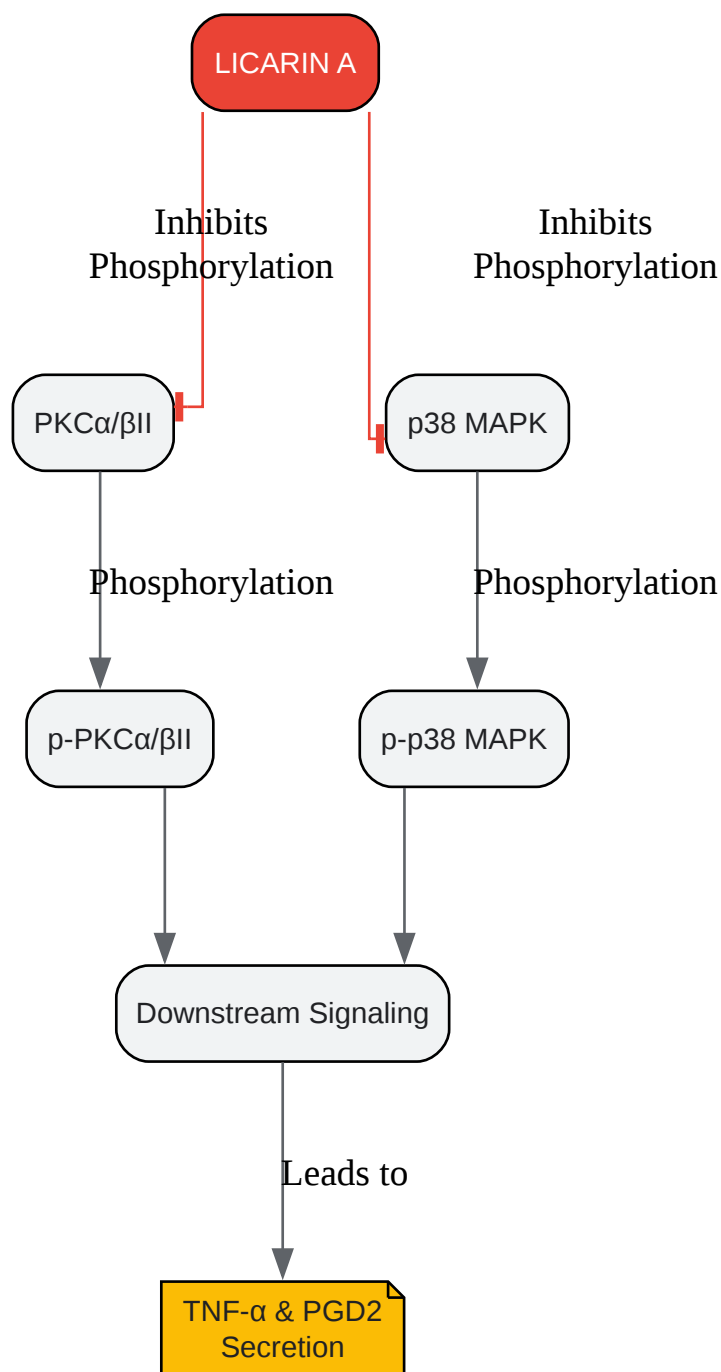 LICARIN A
Inhibits
Phosphorylation
Inhibits
Phosphorylation
PKCα/βII
p38 MAPK
Phosphorylation
Phosphorylation
p-PKCα/βII
p-p38 MAPK
Downstream Signaling
Leads to
TNF-α & PGD2
Secretion